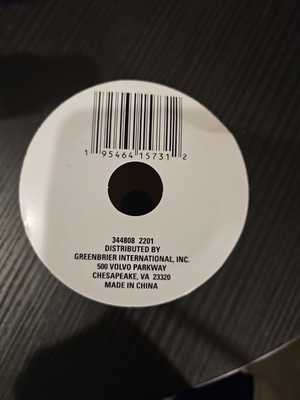 1 95464 15731 2
344808 2201
DISTRIBUTED BY
GREENBRIER INTERNATIONAL, INC.
500 VOLVO PARKWAY
CHESAPEAKE, VA 23320
MADE IN CHINA